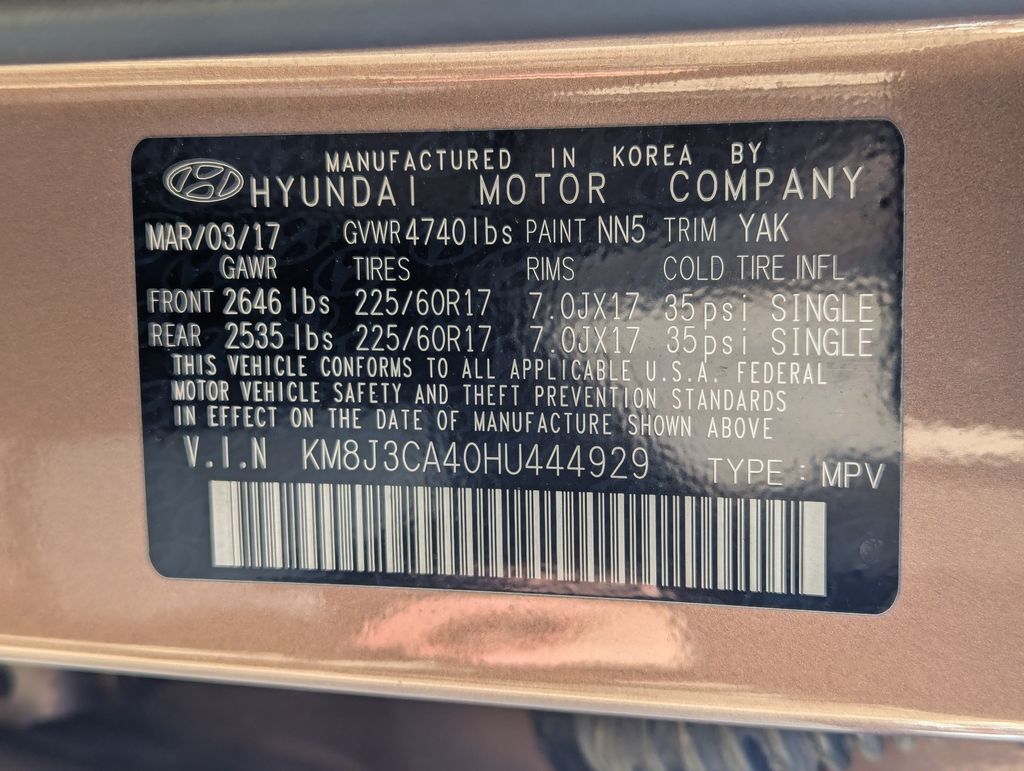 MANUFACTURED IN KOREA BY
HYUNDAI MOTOR COMPANY
MAR/03/17 GVWR 4740lbs PAINT NN5 TRIM YAK
GAWR TIRES RIMS COLD TIRE INFL
FRONT 2646 lbs 225/60R17 7.0JX17 35psi SINGLE
REAR 2535 lbs 225/60R17 7.0JX17 35psi SINGLE
THIS VEHICLE CONFORMS TO ALL APPLICABLE U.S.A. FEDERAL
MOTOR VEHICLE SAFETY AND THEFT PREVENTION STANDARDS
IN EFFECT ON THE DATE OF MANUFACTURE SHOWN ABOVE
V.I.N KM8J3CA40HU444929 TYPE : MPV